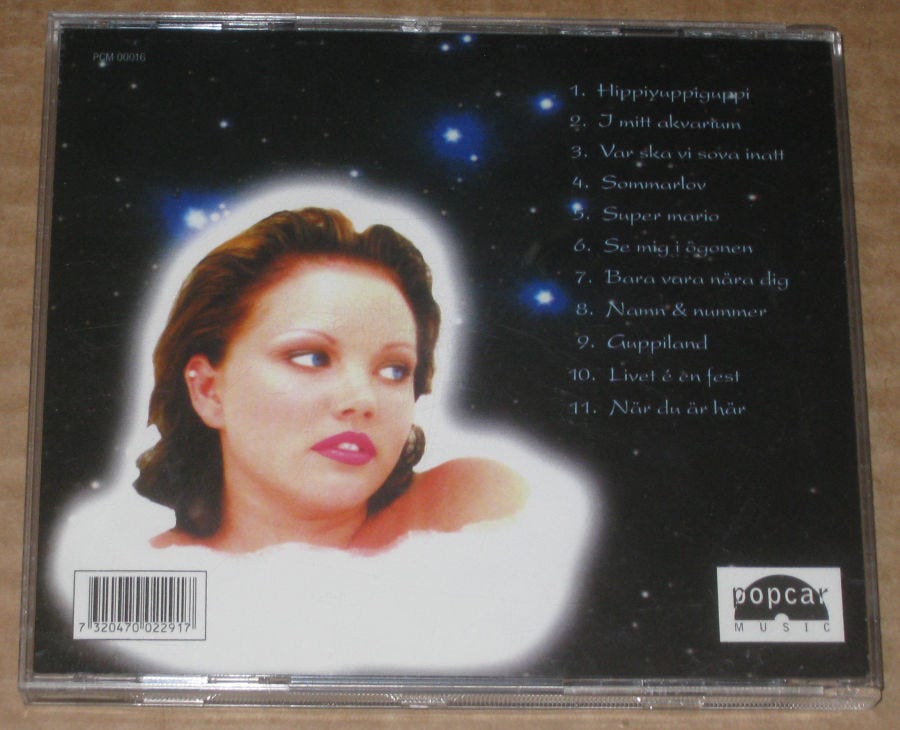 PCM 00016
1. Hippiyuppiguppi
2. I mitt akvarium
3. Var ska vi sova inatt
4. Sommarlov
5. Super mario
6. Se mig i ögonen
7. Bara vara nära dig
8. Namn & nummer
9. Guppiland
10. Livet é èn fest
11. När du är här
7 320470 022917
popcar
MUSIC